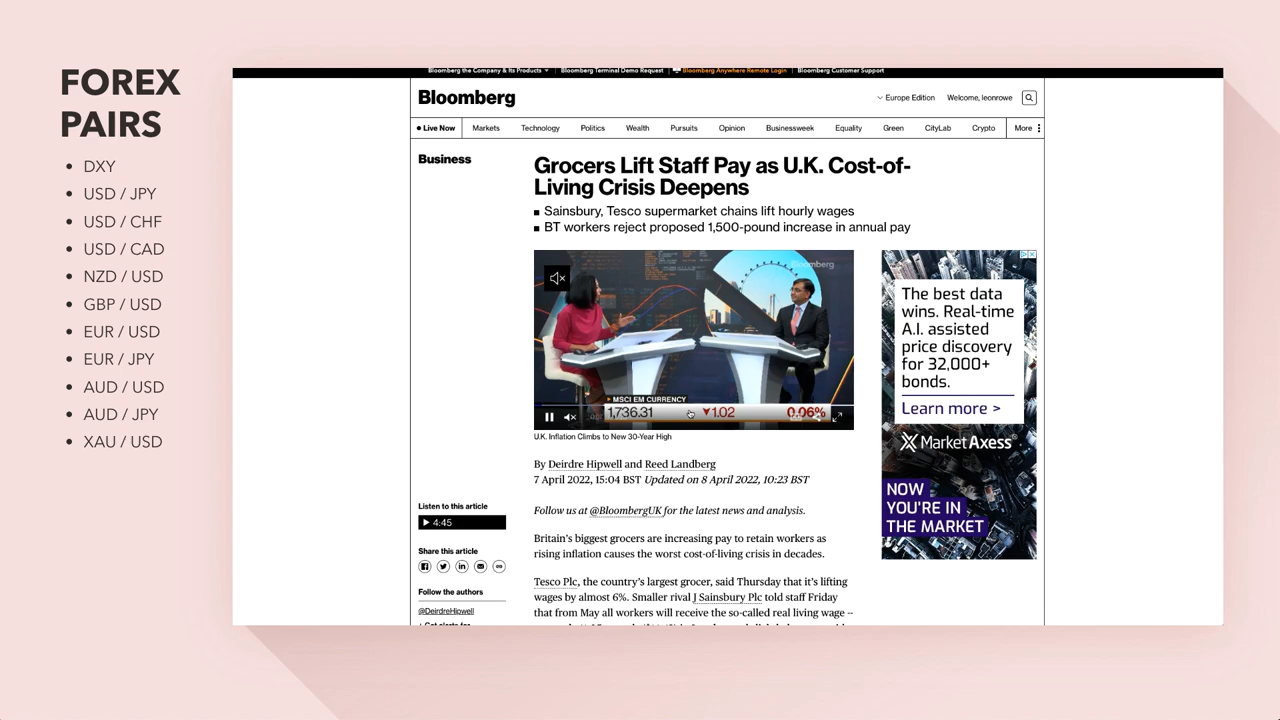 FOREX
PAIRS
• DXY
• USD / JPY
• USD / CHF
• USD / CAD
• NZD / USD
• GBP / USD
• EUR / USD
• EUR / JPY
• AUD / USD
• AUD / JPY
• XAU / USD
Bloomberg the Company & Its Products Bloomberg Terminal Demo Request Bloomberg Anywhere Remote Login Bloomberg Customer Support
Bloomberg
Europe Edition Welcome, leonrowe
Live Now Markets Technology Politics Wealth Pursuits Opinion Businessweek Equality Green CityLab Crypto More
Business
Grocers Lift Staff Pay as U.K. Cost-of-
Living Crisis Deepens
Sainsbury, Tesco supermarket chains lift hourly wages
BT workers reject proposed 1,500-pound increase in annual pay
Bloomberg
MSCI EM CURRENCY
1,736.31 ▼1.02 0.06%
U.K. Inflation Climbs to New 30-Year High
By Deirdre Hipwell and Reed Landberg
7 April 2022, 15:04 BST Updated on 8 April 2022, 10:23 BST
Follow us at @BloombergUK for the latest news and analysis.
Britain's biggest grocers are increasing pay to retain workers as
rising inflation causes the worst cost-of-living crisis in decades.
Tesco Plc, the country's largest grocer, said Thursday that it's lifting
wages by almost 6%. Smaller rival J Sainsbury Plc told staff Friday
that from May all workers will receive the so-called real living wage --
Listen to this article
4:45
Share this article
Follow the authors
@DeirdreHipwell
The best data
wins. Real-time
A.I. assisted
price discovery
for 32,000+
bonds.
Learn more >
MarketAxess®
NOW
YOU'RE IN
THE MARKET